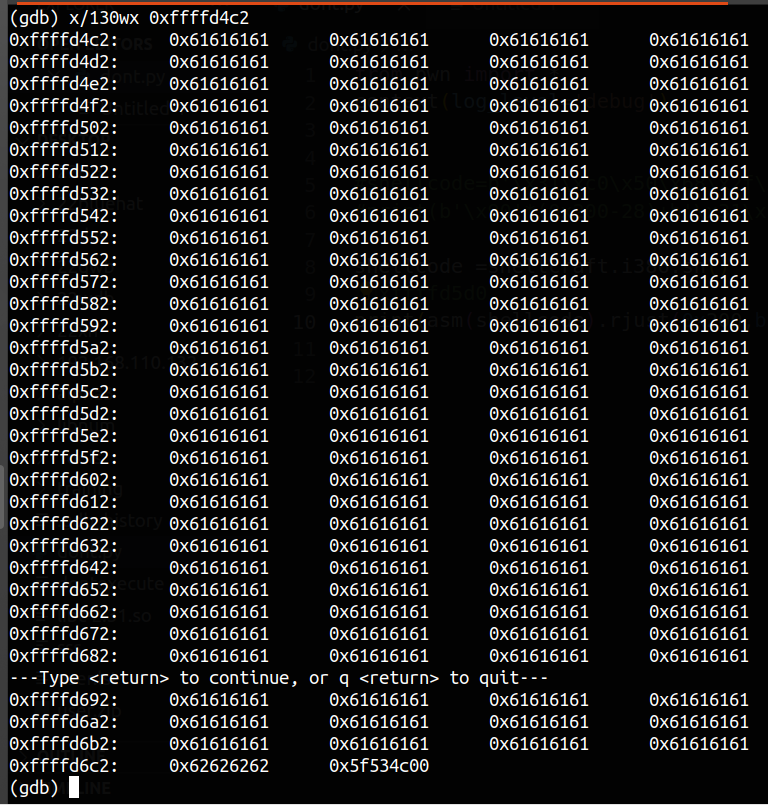 (gdb) x/130wx 0xffffd4c2
0xffffd4c2: 0x61616161 0x61616161 0x61616161 0x61616161
0xffffd4d2: 0x61616161 0x61616161 0x61616161 0x61616161
0xffffd4e2: 0x61616161 0x61616161 0x61616161 0x61616161
0xffffd4f2: 0x61616161 0x61616161 0x61616161 0x61616161
0xffffd502: 0x61616161 0x61616161 0x61616161 0x61616161
0xffffd512: 0x61616161 0x61616161 0x61616161 0x61616161
0xffffd522: 0x61616161 0x61616161 0x61616161 0x61616161
0xffffd532: 0x61616161 0x61616161 0x61616161 0x61616161
0xffffd542: 0x61616161 0x61616161 0x61616161 0x61616161
0xffffd552: 0x61616161 0x61616161 0x61616161 0x61616161
0xffffd562: 0x61616161 0x61616161 0x61616161 0x61616161
0xffffd572: 0x61616161 0x61616161 0x61616161 0x61616161
0xffffd582: 0x61616161 0x61616161 0x61616161 0x61616161
0xffffd592: 0x61616161 0x61616161 0x61616161 0x61616161
0xffffd5a2: 0x61616161 0x61616161 0x61616161 0x61616161
0xffffd5b2: 0x61616161 0x61616161 0x61616161 0x61616161
0xffffd5c2: 0x61616161 0x61616161 0x61616161 0x61616161
0xffffd5d2: 0x61616161 0x61616161 0x61616161 0x61616161
0xffffd5e2: 0x61616161 0x61616161 0x61616161 0x61616161
0xffffd5f2: 0x61616161 0x61616161 0x61616161 0x61616161
0xffffd602: 0x61616161 0x61616161 0x61616161 0x61616161
0xffffd612: 0x61616161 0x61616161 0x61616161 0x61616161
0xffffd622: 0x61616161 0x61616161 0x61616161 0x61616161
0xffffd632: 0x61616161 0x61616161 0x61616161 0x61616161
0xffffd642: 0x61616161 0x61616161 0x61616161 0x61616161
0xffffd652: 0x61616161 0x61616161 0x61616161 0x61616161
0xffffd662: 0x61616161 0x61616161 0x61616161 0x61616161
0xffffd672: 0x61616161 0x61616161 0x61616161 0x61616161
0xffffd682: 0x61616161 0x61616161 0x61616161 0x61616161
---Type <return> to continue, or q <return> to quit---
0xffffd692: 0x61616161 0x61616161 0x61616161 0x61616161
0xffffd6a2: 0x61616161 0x61616161 0x61616161 0x61616161
0xffffd6b2: 0x61616161 0x61616161 0x61616161 0x61616161
0xffffd6c2: 0x62626262 0x5f534c00
(gdb)